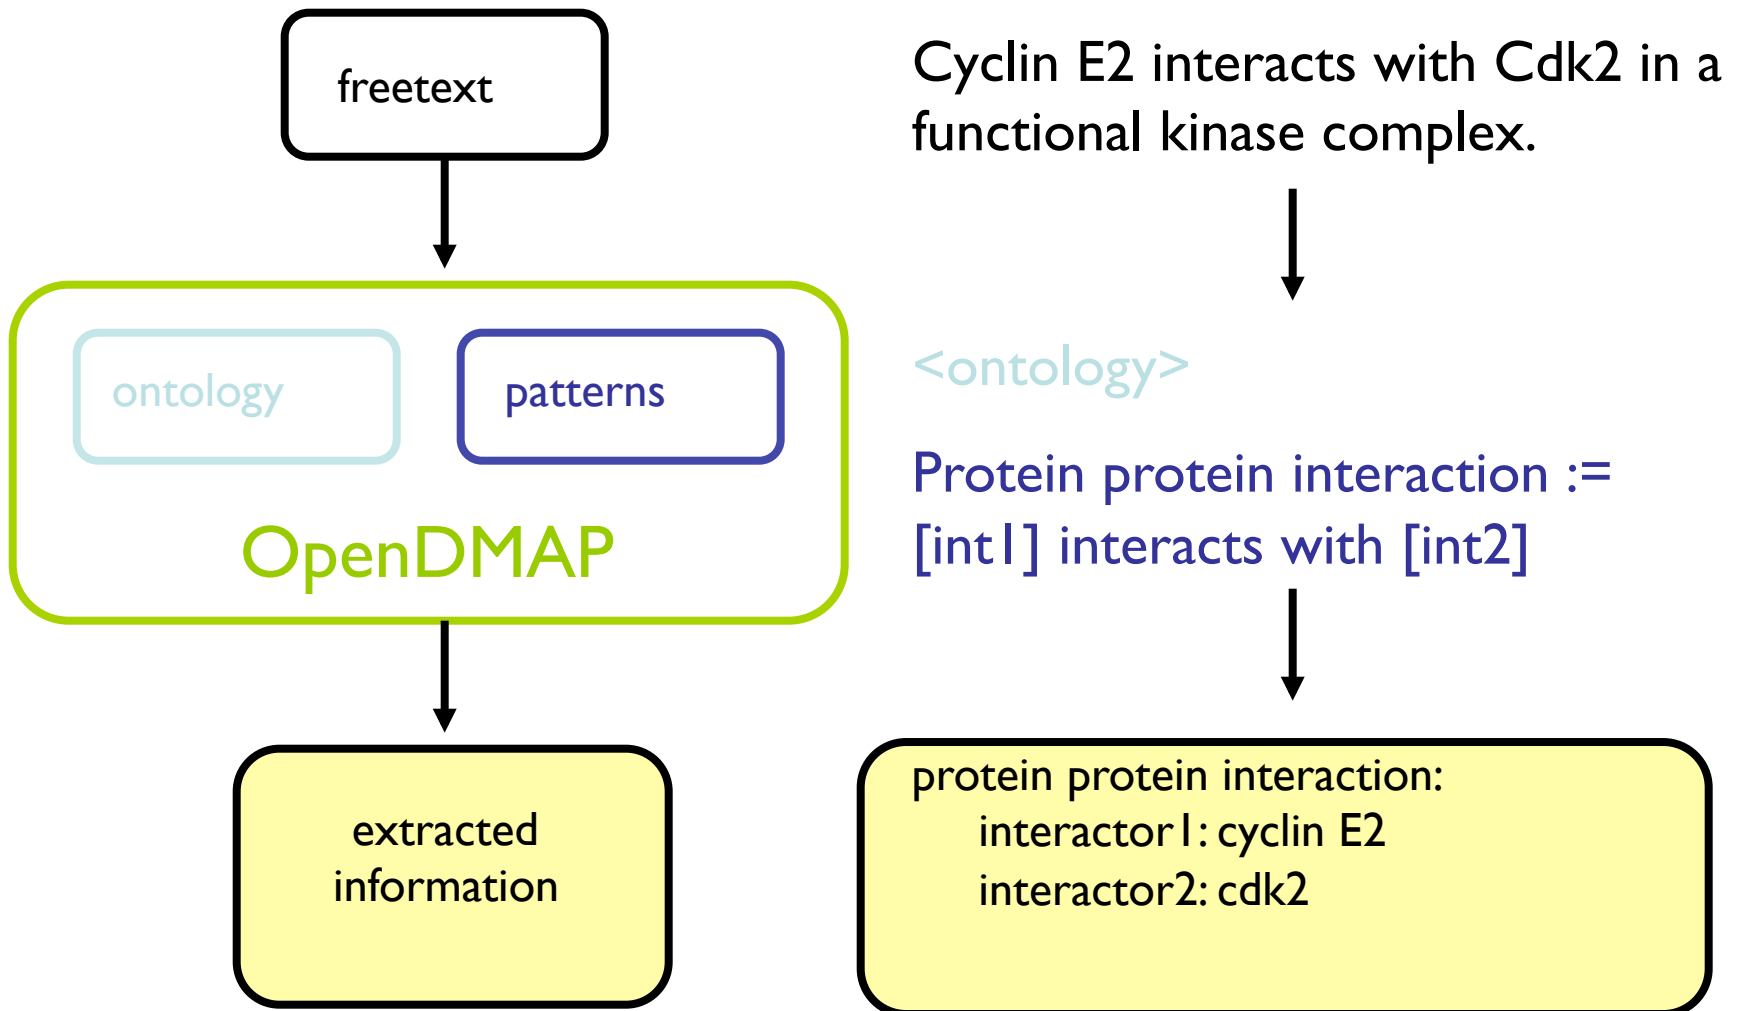 freetext
ontology
patterns
OpenDMAP
extracted
information
Cyclin E2 interacts with Cdk2 in a
functional kinase complex.
<ontology>
Protein protein interaction :=
[int1] interacts with [int2]
protein protein interaction:
interactor1: cyclin E2
interactor2: cdk2